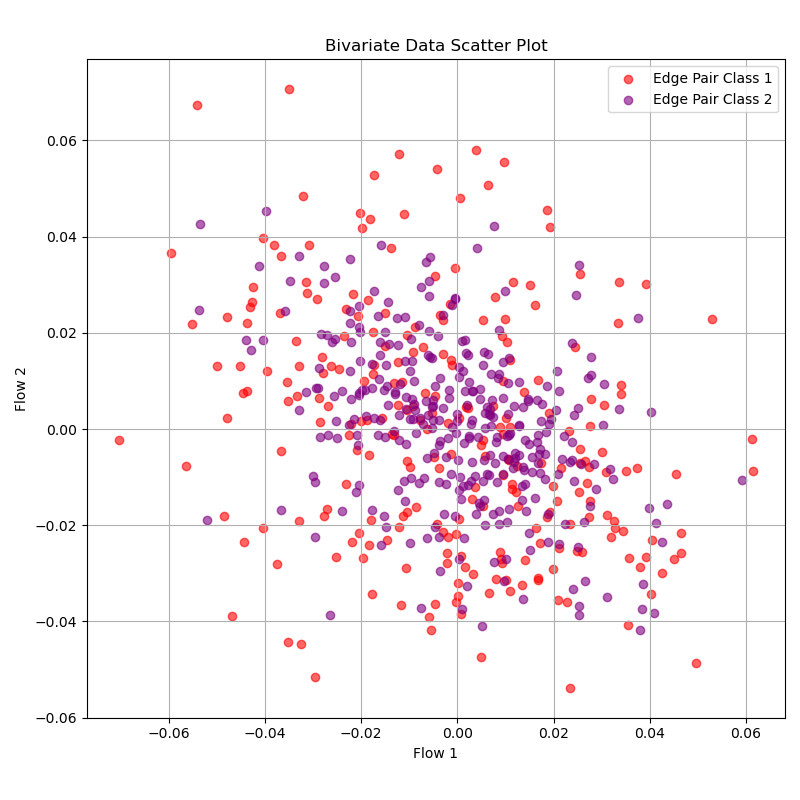 Bivariate Data Scatter Plot
Edge Pair Class 1
Edge Pair Class 2
0.06
0.04
0.02
0.00
−0.02
−0.04
−0.06
Flow 2
−0.06
−0.04
−0.02
0.00
0.02
0.04
0.06
Flow 1